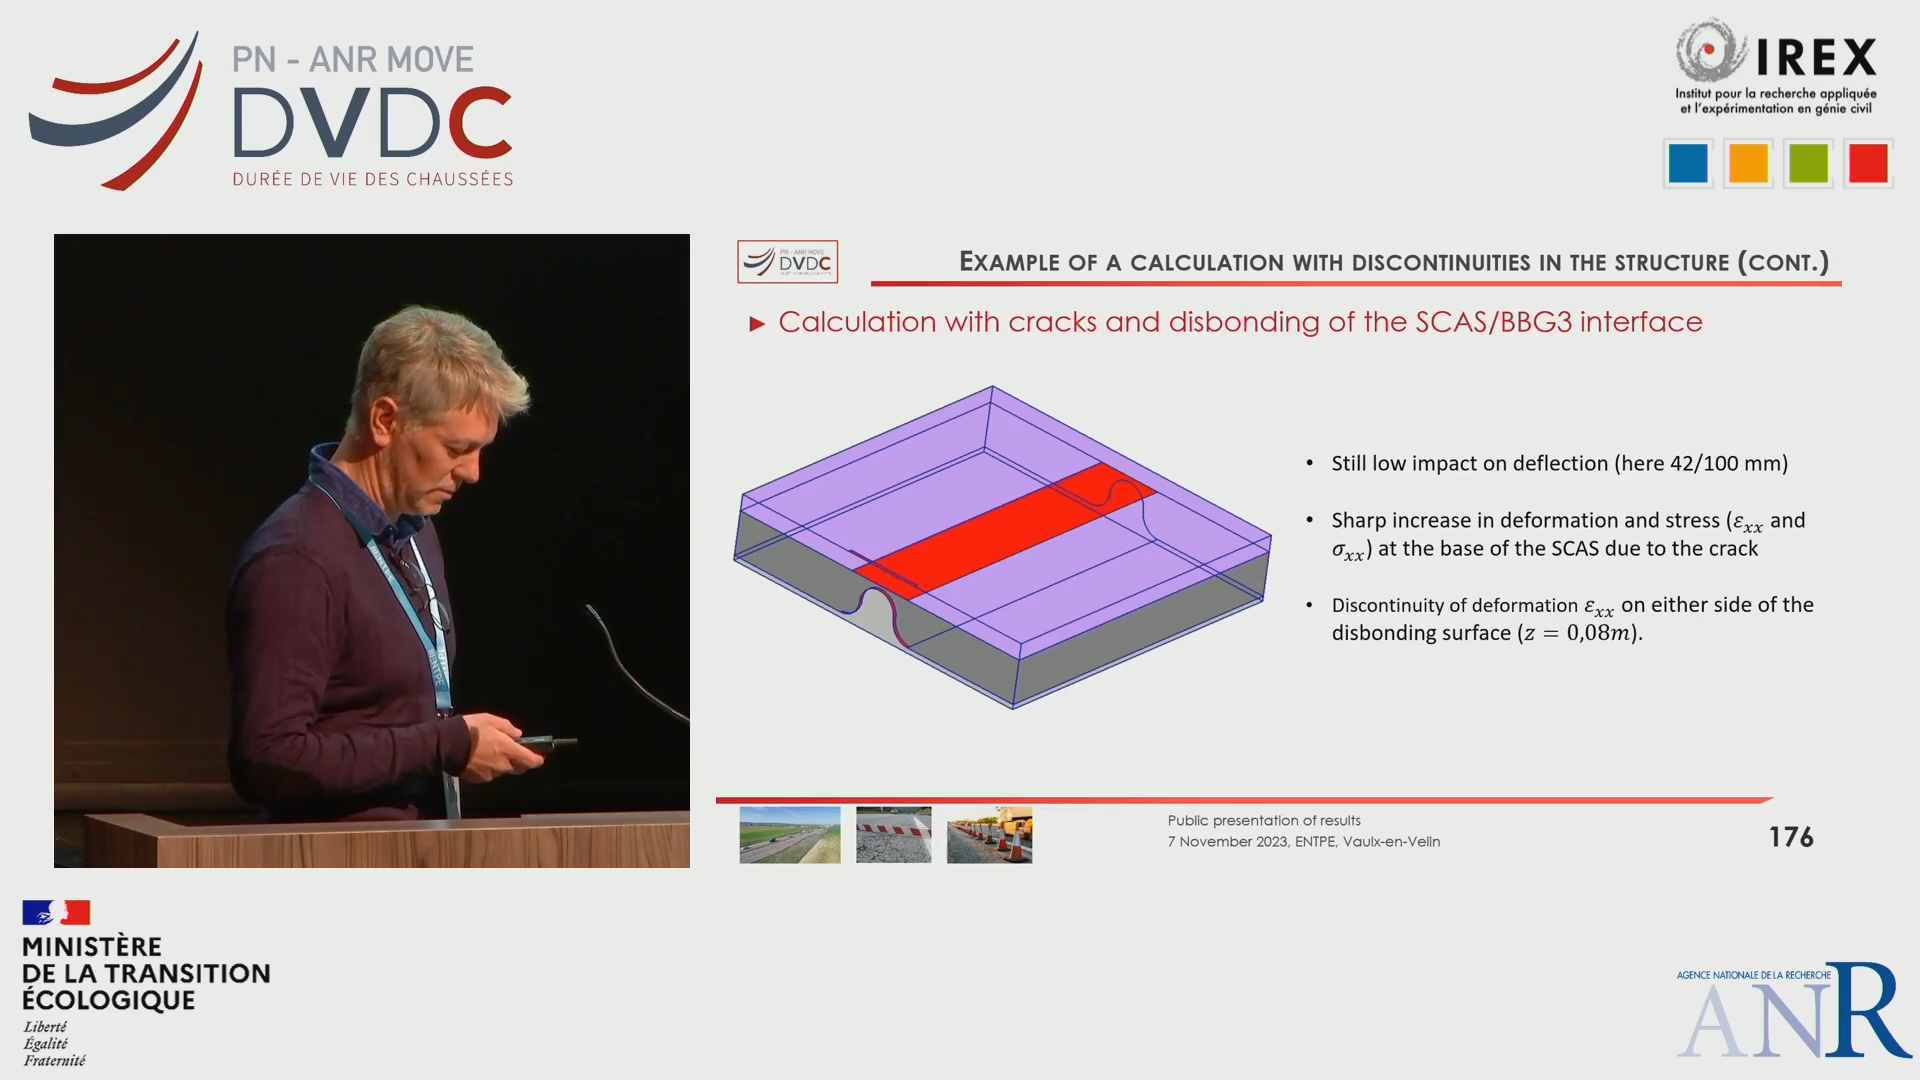 PN - ANR MOVE
DVDC
DURÉE DE VIE DES CHAUSSÉES
IREX
Institut pour la recherche appliquée
et l'expérimentation en génie civil
PN - ANR MOVE
DVDC
EXAMPLE OF A CALCULATION WITH DISCONTINUITIES IN THE STRUCTURE (CONT.)
► Calculation with cracks and disbonding of the SCAS/BBG3 interface
• Still low impact on deflection (here 42/100 mm)
• Sharp increase in deformation and stress (εxx and
σxx) at the base of the SCAS due to the crack
• Discontinuity of deformation εxx on either side of the
disbonding surface (z = 0,08m).
Public presentation of results
7 November 2023, ENTPE, Vaulx-en-Velin
176
ENTPE
MINISTÈRE
DE LA TRANSITION
ÉCOLOGIQUE
Liberté
Égalité
Fraternité
AGENCE NATIONALE DE LA RECHERCHE
ANR